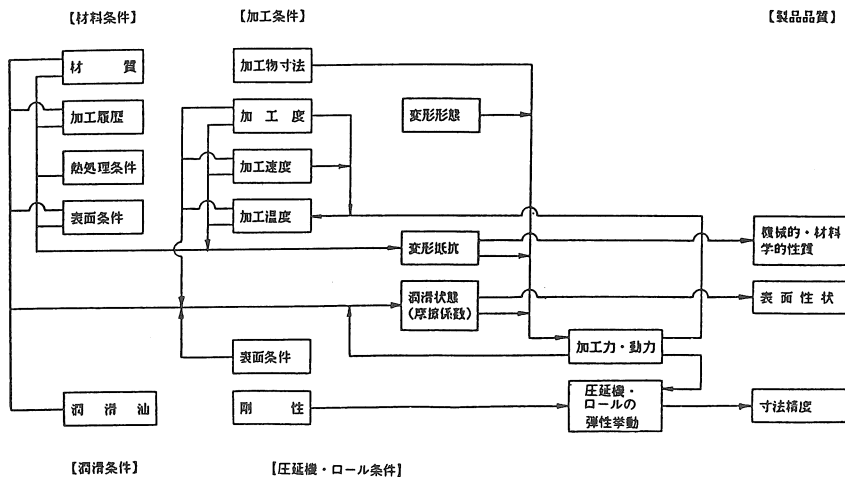 【材料条件】
【加工条件】
【製品品質】
材質
加工物寸法
加工履歴
加工度
変形形態
熱処理条件
加工速度
表面条件
加工温度
変形抵抗
機械的・材料
学的性質
潤滑状態
(摩擦係数)
表面性状
表面条件
加工力・動力
潤滑油
剛性
圧延機・
ロールの
弾性挙動
寸法精度
【潤滑条件】
【圧延機・ロール条件】